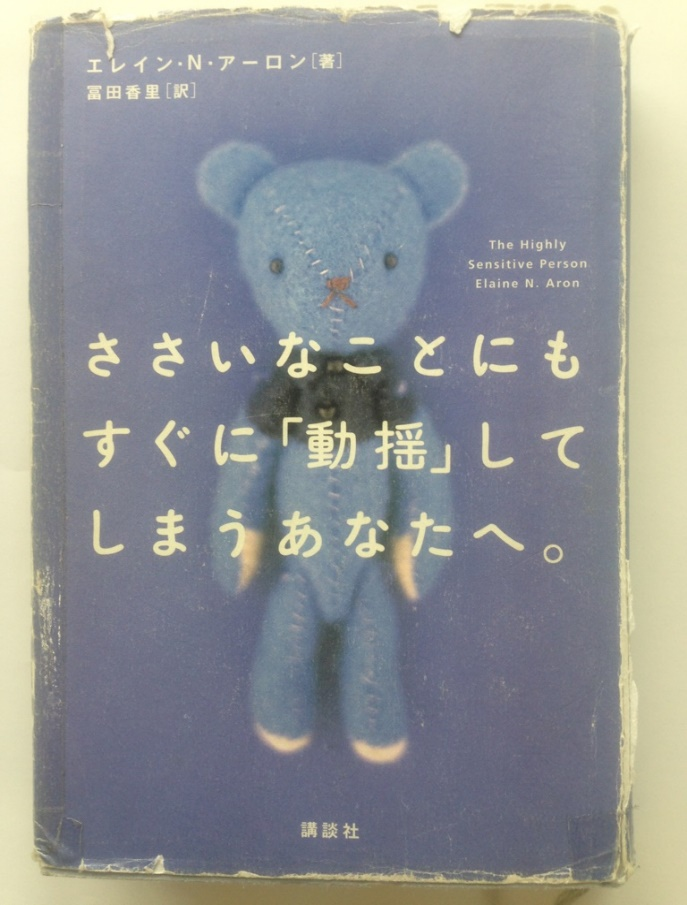 エレイン・N・アーロン［著］
冨田香里［訳］
The Highly
Sensitive Person
Elaine N. Aron
ささいなことにも
すぐに「動揺」して
しまうあなたへ。
講談社